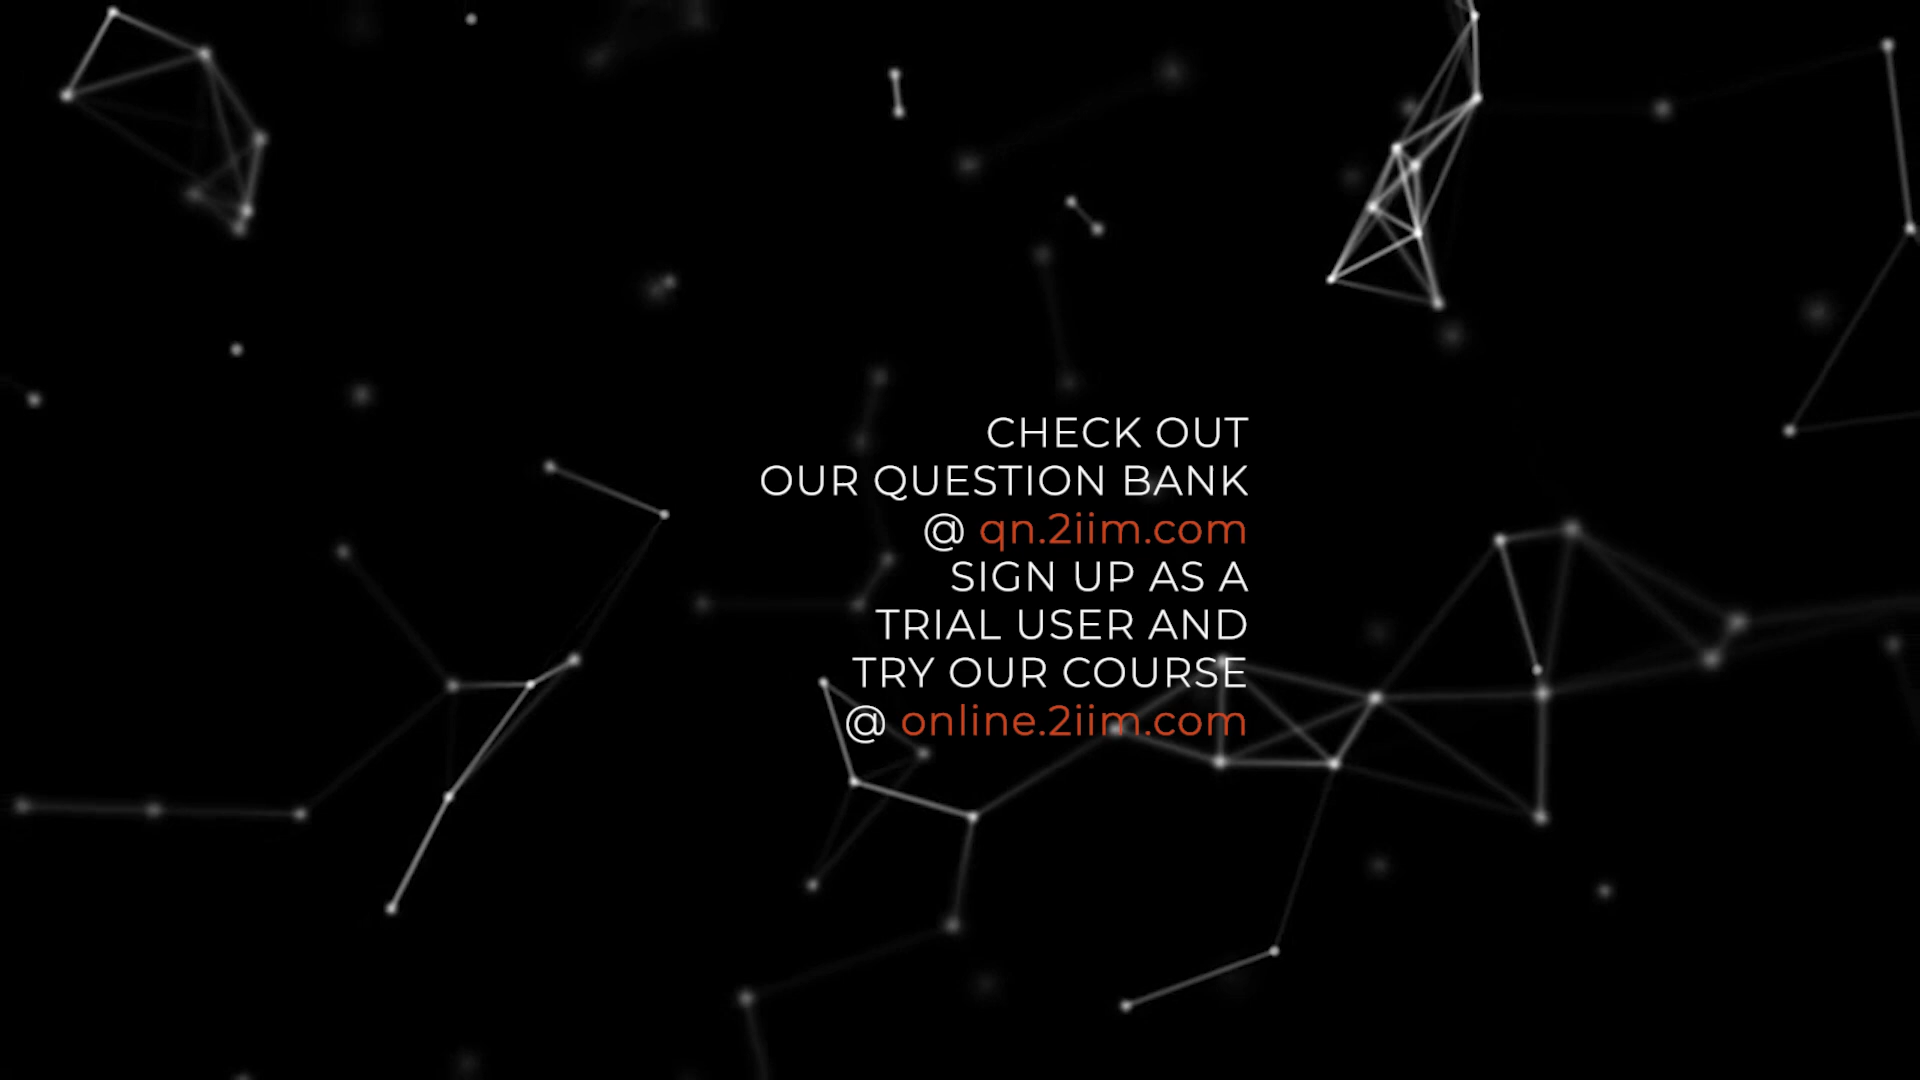 CHECK OUT
OUR QUESTION BANK
@ qn.2iim.com
SIGN UP AS A
TRIAL USER AND
TRY OUR COURSE
@ online.2iim.com